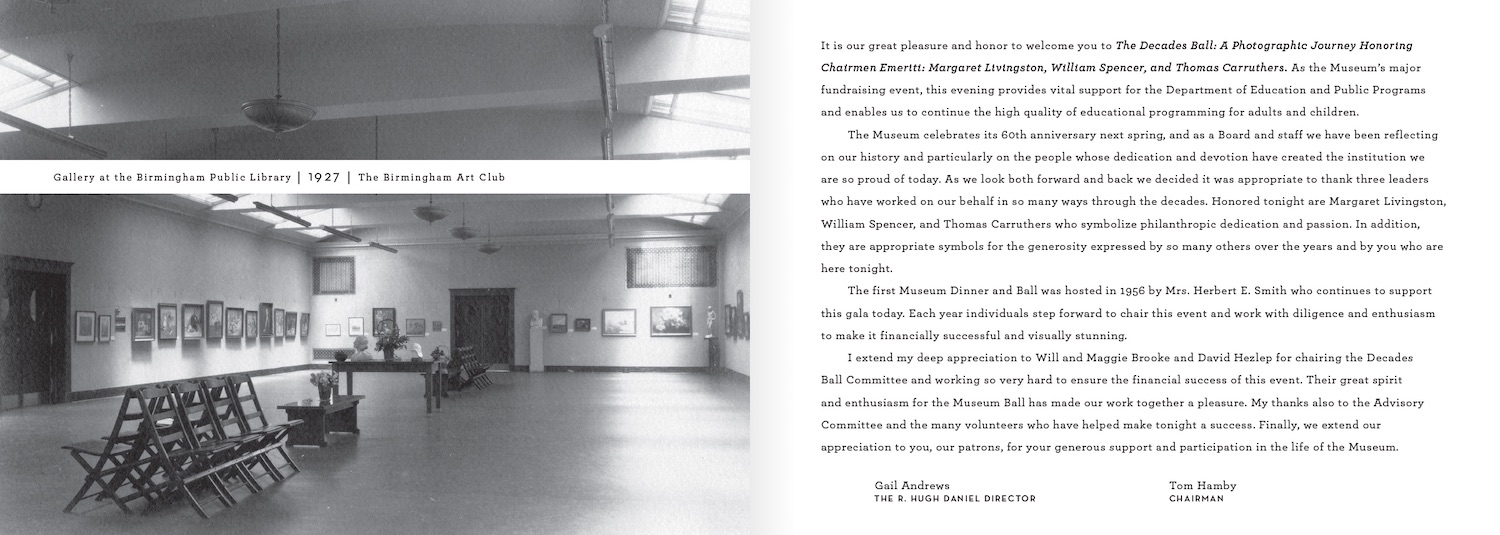 Gallery at the Birmingham Public Library | 1927 | The Birmingham Art Club
It is our great pleasure and honor to welcome you to The Decades Ball: A Photographic Journey Honoring
Chairmen Emeriti: Margaret Livingston, William Spencer, and Thomas Carruthers. As the Museum's major
fundraising event, this evening provides vital support for the Department of Education and Public Programs
and enables us to continue the high quality of educational programming for adults and children.
The Museum celebrates its 60th anniversary next spring, and as a Board and staff we have been reflecting
on our history and particularly on the people whose dedication and devotion have created the institution we
are so proud of today. As we look both forward and back we decided it was appropriate to thank three leaders
who have worked on our behalf in so many ways through the decades. Honored tonight are Margaret Livingston,
William Spencer, and Thomas Carruthers who symbolize philanthropic dedication and passion. In addition,
they are appropriate symbols for the generosity expressed by so many others over the years and by you who are
here tonight.
The first Museum Dinner and Ball was hosted in 1956 by Mrs. Herbert E. Smith who continues to support
this gala today. Each year individuals step forward to chair this event and work with diligence and enthusiasm
to make it financially successful and visually stunning.
I extend my deep appreciation to Will and Maggie Brooke and David Hezlep for chairing the Decades
Ball Committee and working so very hard to ensure the financial success of this event. Their great spirit
and enthusiasm for the Museum Ball has made our work together a pleasure. My thanks also to the Advisory
Committee and the many volunteers who have helped make tonight a success. Finally, we extend our
appreciation to you, our patrons, for your generous support and participation in the life of the Museum.
Gail Andrews
THE R. HUGH DANIEL DIRECTOR
Tom Hamby
CHAIRMAN